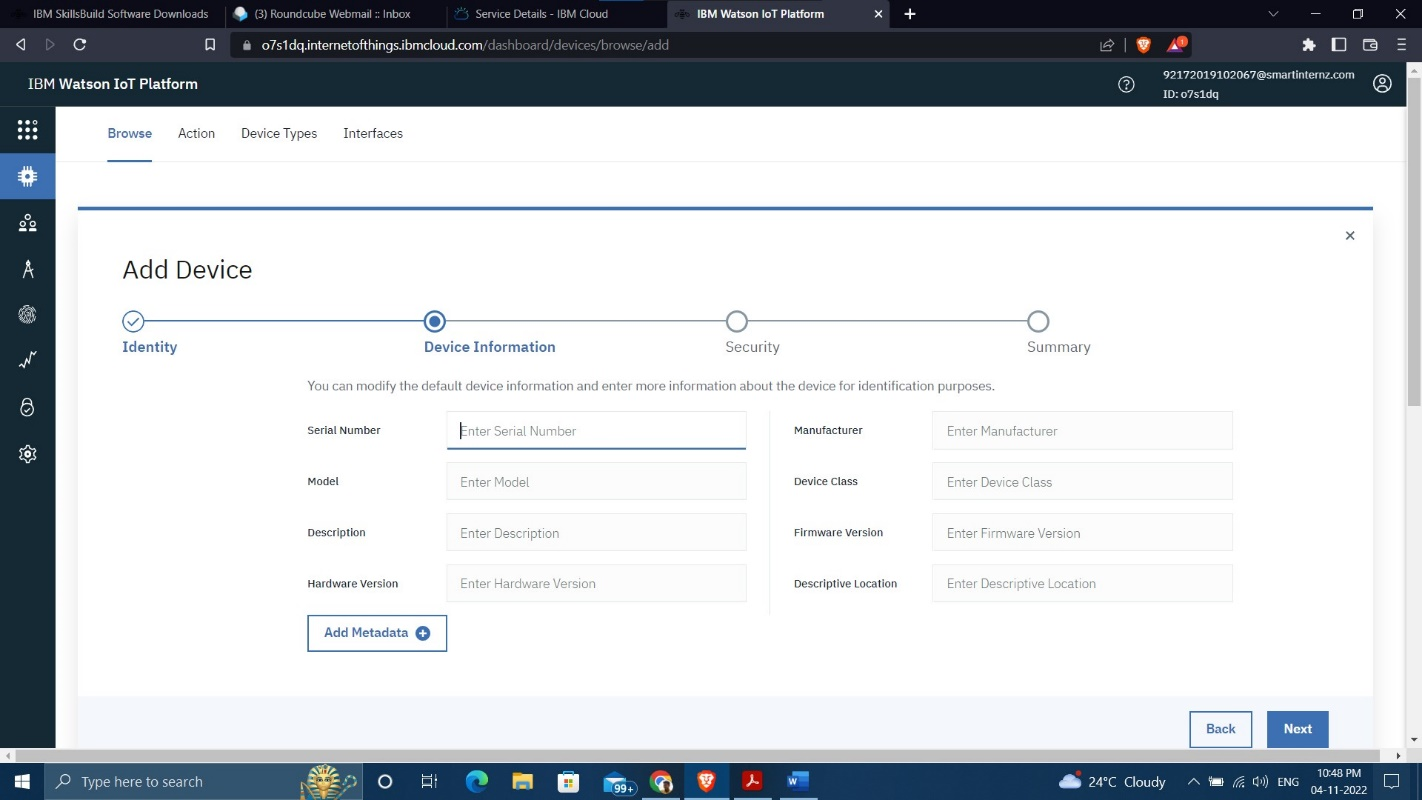 IBM SkillsBuild Software Downloads
(3) Roundcube Webmail :: Inbox
Service Details - IBM Cloud
IBM Watson IoT Platform
o7s1dq.internetofthings.ibmcloud.com/dashboard/devices/browse/add
1
IBM Watson IoT Platform
92172019102067@smartinternz.com
ID: o7s1dq
Browse Action Device Types Interfaces
Add Device
Identity Device Information Security Summary
You can modify the default device information and enter more information about the device for identification purposes.
Serial Number Enter Serial Number Manufacturer Enter Manufacturer
Model Enter Model Device Class Enter Device Class
Description Enter Description Firmware Version Enter Firmware Version
Hardware Version Enter Hardware Version Descriptive Location Enter Descriptive Location
Add Metadata
Back Next
Type here to search
99+
24°C Cloudy
ENG
10:48 PM
04-11-2022